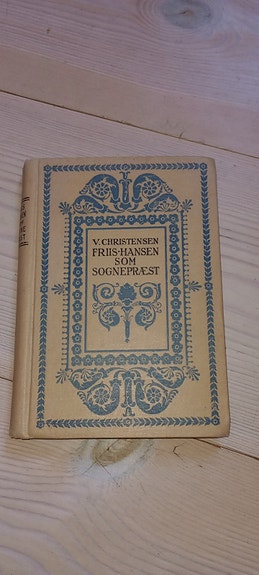 V. CHRISTENSEN
FRIIS-HANSEN
SOM
SOGNEPRÆST